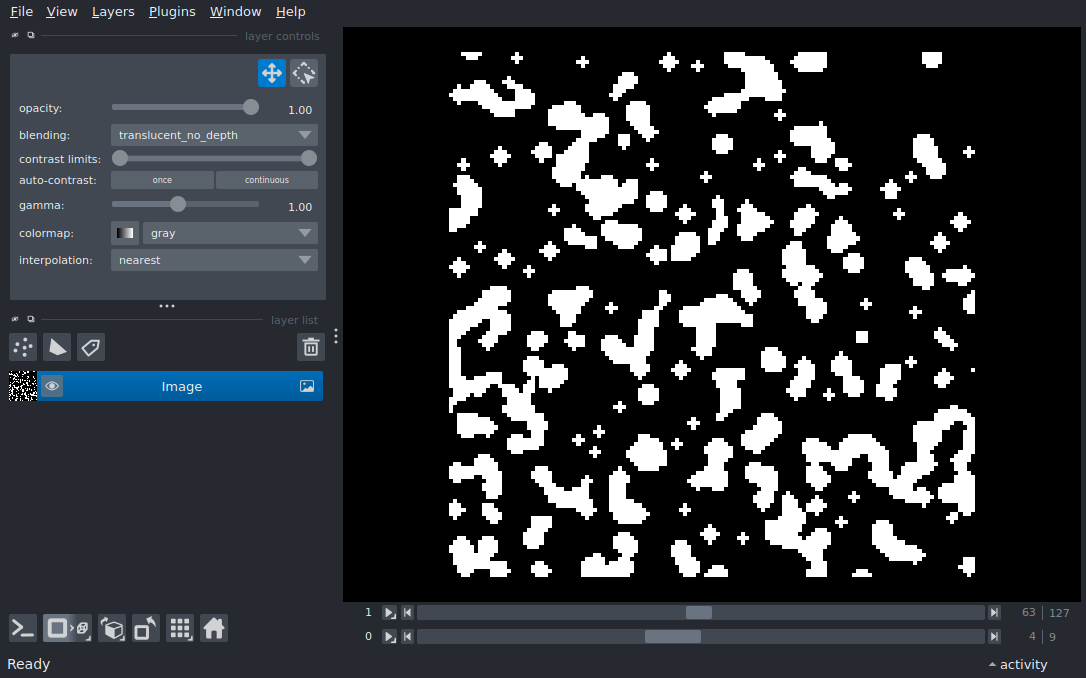 File View Layers Plugins Window Help
layer controls
opacity: 1.00
blending: translucent_no_depth
contrast limits:
auto-contrast: once continuous
gamma: 1.00
colormap: gray
interpolation: nearest
layer list
Image
1 63 127
0 4 9
Ready activity